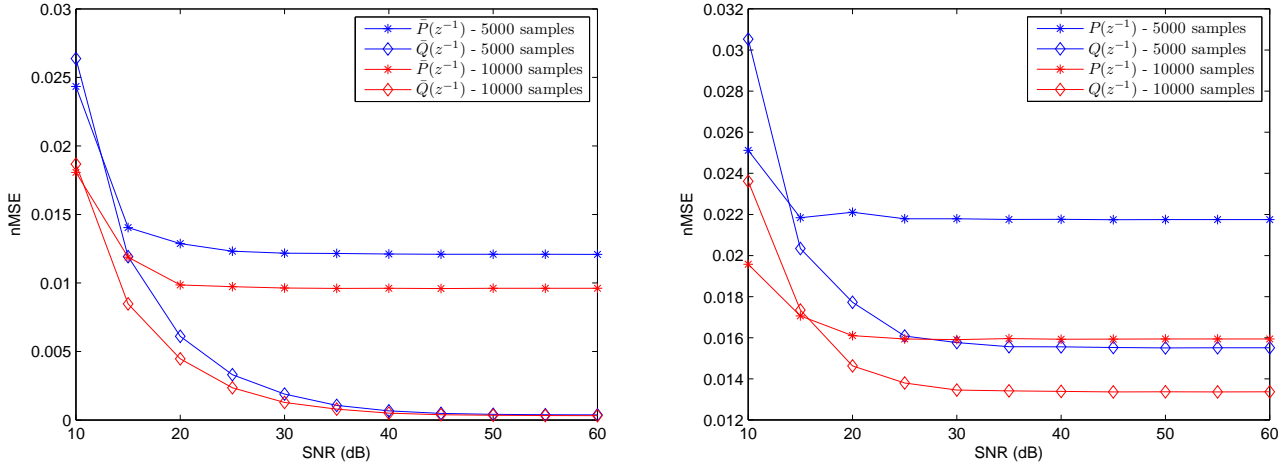 0.03
0.025
0.02
0.015
0.01
0.005
0
nMSE
10
20
30
40
50
60
SNR (dB)
P̄(z⁻¹) - 5000 samples
Q̄(z⁻¹) - 5000 samples
P̄(z⁻¹) - 10000 samples
Q̄(z⁻¹) - 10000 samples
0.032
0.03
0.028
0.026
0.024
0.022
0.02
0.018
0.016
0.014
0.012
nMSE
10
20
30
40
50
60
SNR (dB)
P(z⁻¹) - 5000 samples
Q(z⁻¹) - 5000 samples
P(z⁻¹) - 10000 samples
Q(z⁻¹) - 10000 samples